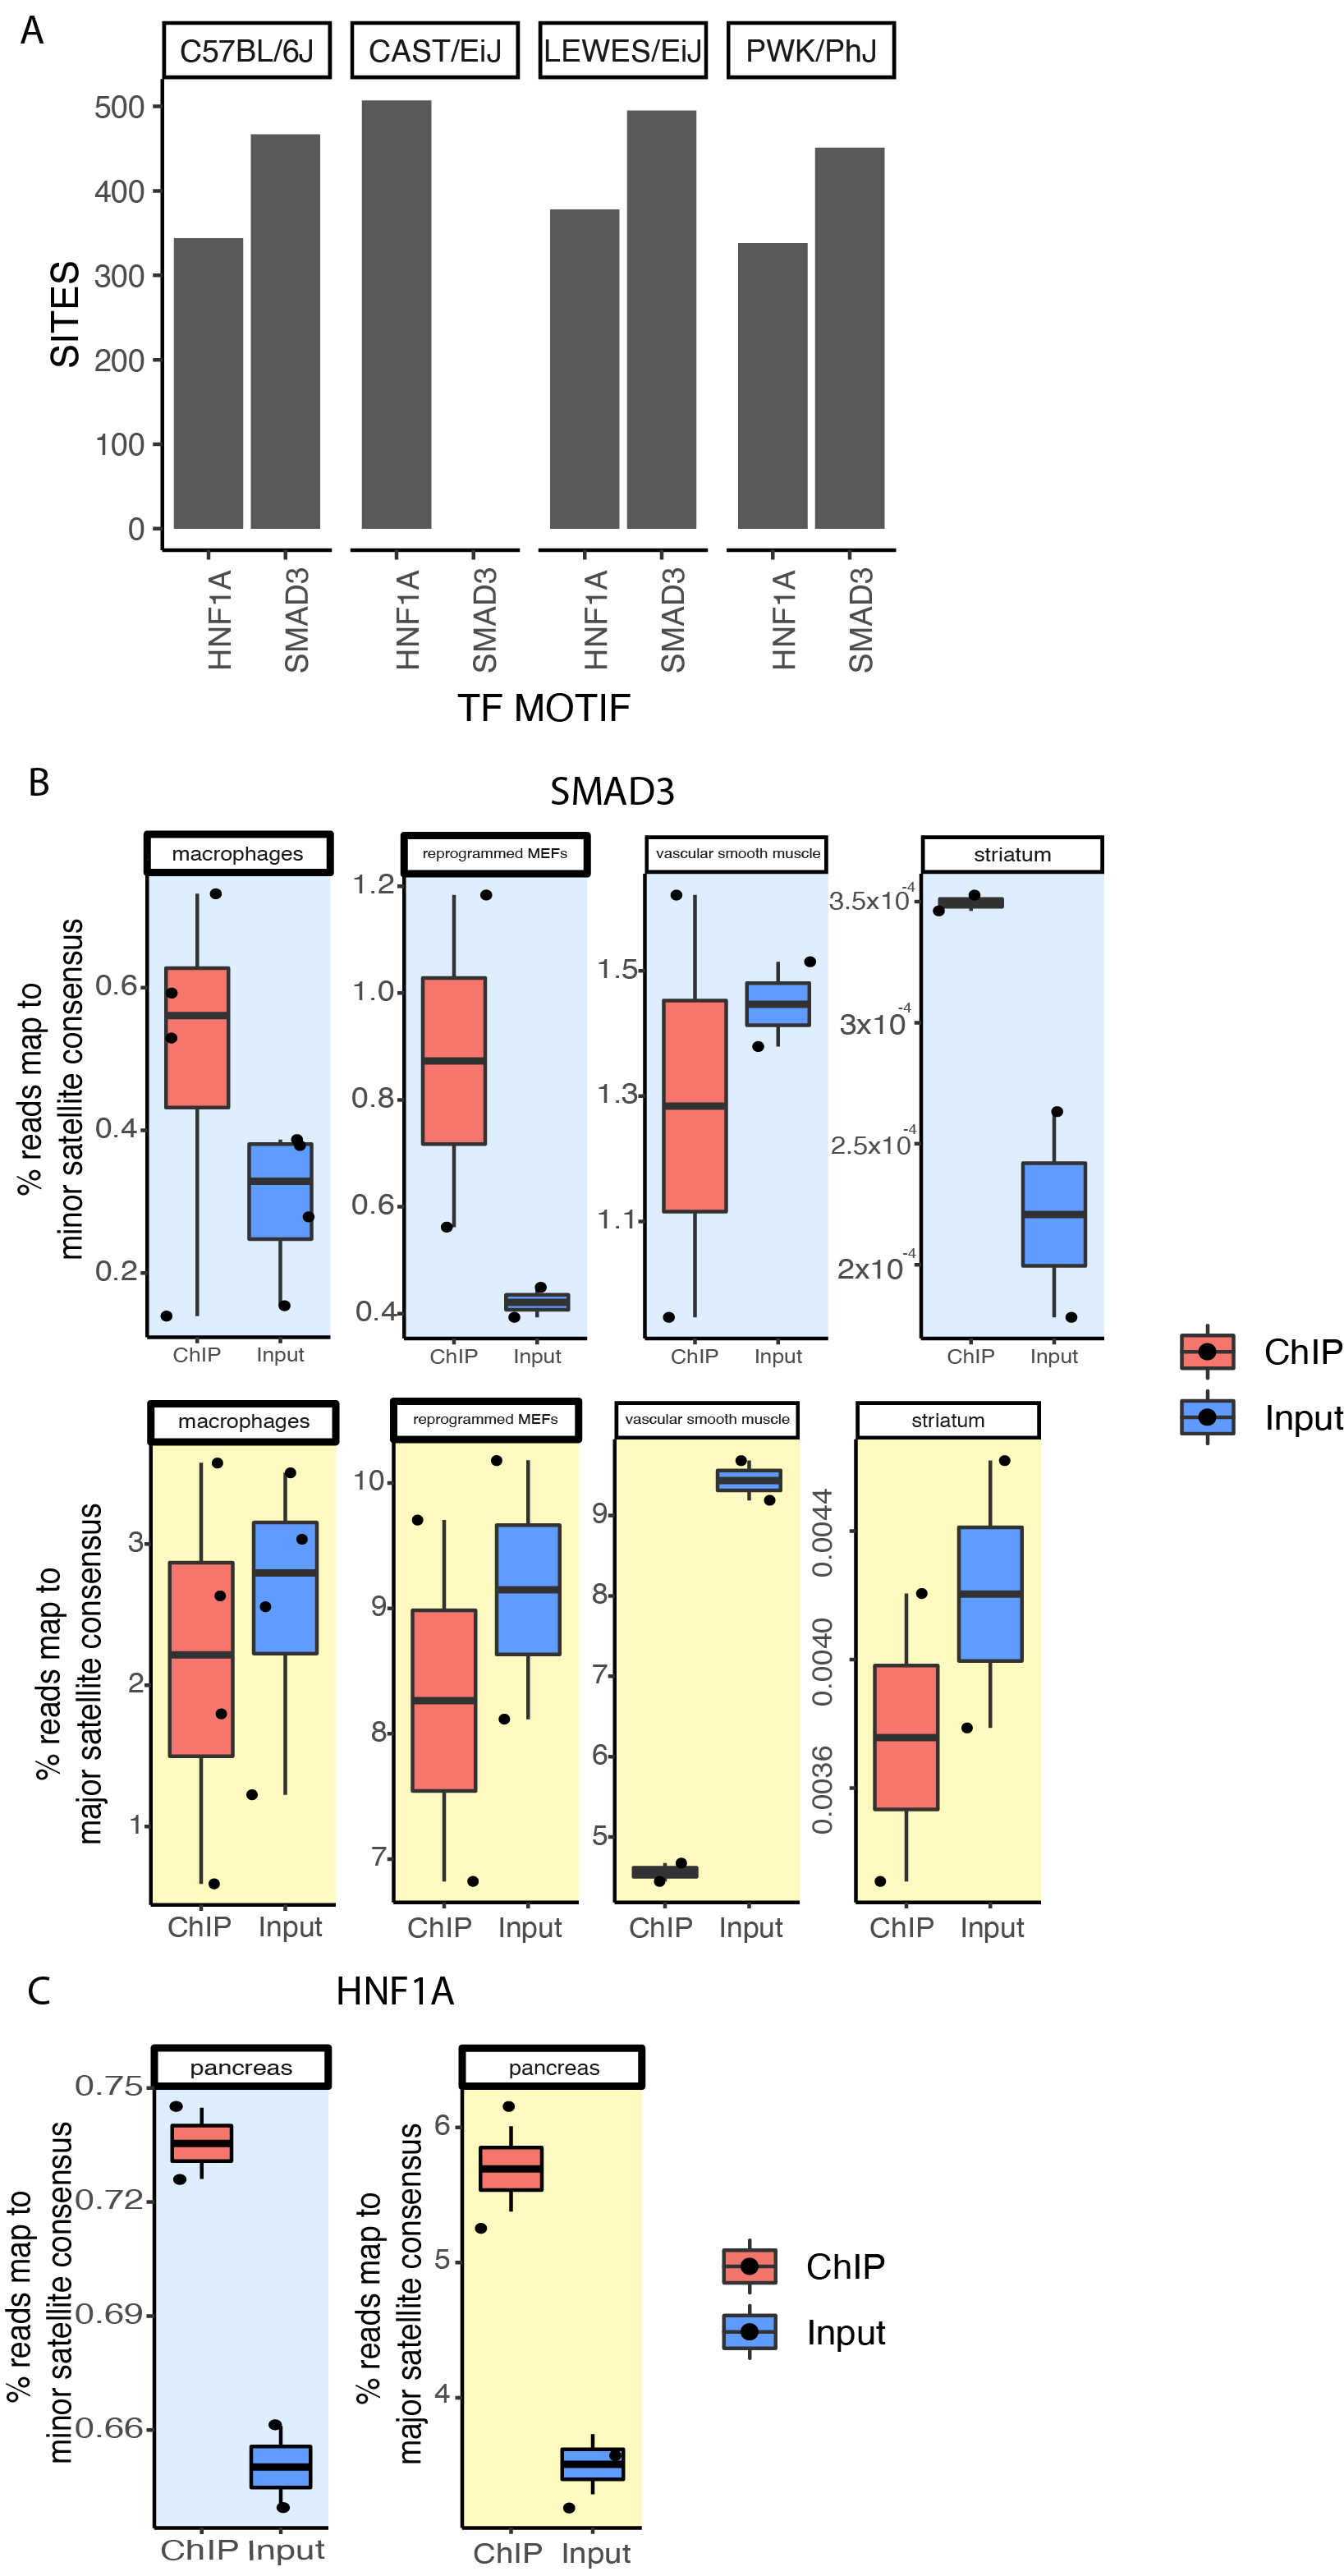 A
C57BL/6J CAST/EiJ LEWES/EiJ PWK/PhJ
500
400
300
200
100
0
SITES
HNF1A SMAD3 HNF1A SMAD3 HNF1A SMAD3 HNF1A SMAD3
TF MOTIF
B
SMAD3
macrophages reprogrammed MEFs vascular smooth muscle striatum
% reads map to
minor satellite consensus
0.6
0.4
0.2
1.2
1.0
0.8
0.6
0.4
1.5
1.3
1.1
3.5x10-4
3x10-4
2.5x10-4
2x10-4
ChIP Input ChIP Input ChIP Input ChIP Input
ChIP
Input
macrophages reprogrammed MEFs vascular smooth muscle striatum
% reads map to
major satellite consensus
3
2
1
10
9
8
7
9
8
7
6
5
0.0044
0.0040
0.0036
ChIP Input ChIP Input ChIP Input ChIP Input
C
HNF1A
pancreas pancreas
% reads map to
minor satellite consensus
0.75
0.72
0.69
0.66
% reads map to
major satellite consensus
6
5
4
ChIP Input ChIP Input
ChIP
Input